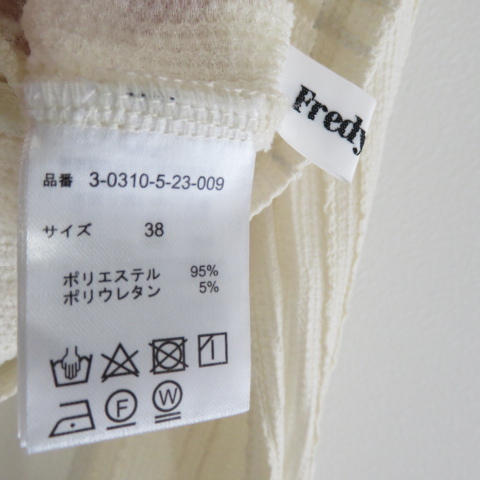 Fredy
品番 3-0310-5-23-009
サイズ 38
ポリエステル 95%
ポリウレタン 5%
F
W